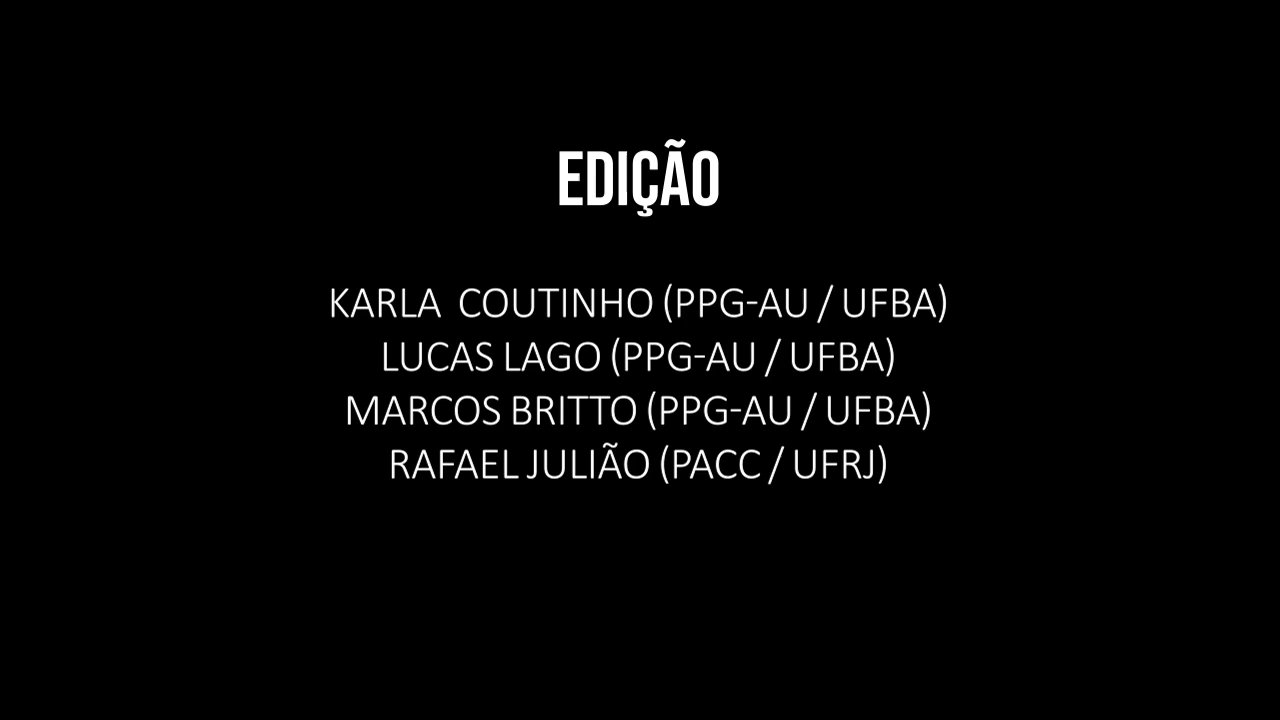 EDIÇÃO
KARLA COUTINHO (PPG-AU / UFBA)
LUCAS LAGO (PPG-AU / UFBA)
MARCOS BRITTO (PPG-AU / UFBA)
RAFAEL JULIÃO (PACC / UFRJ)